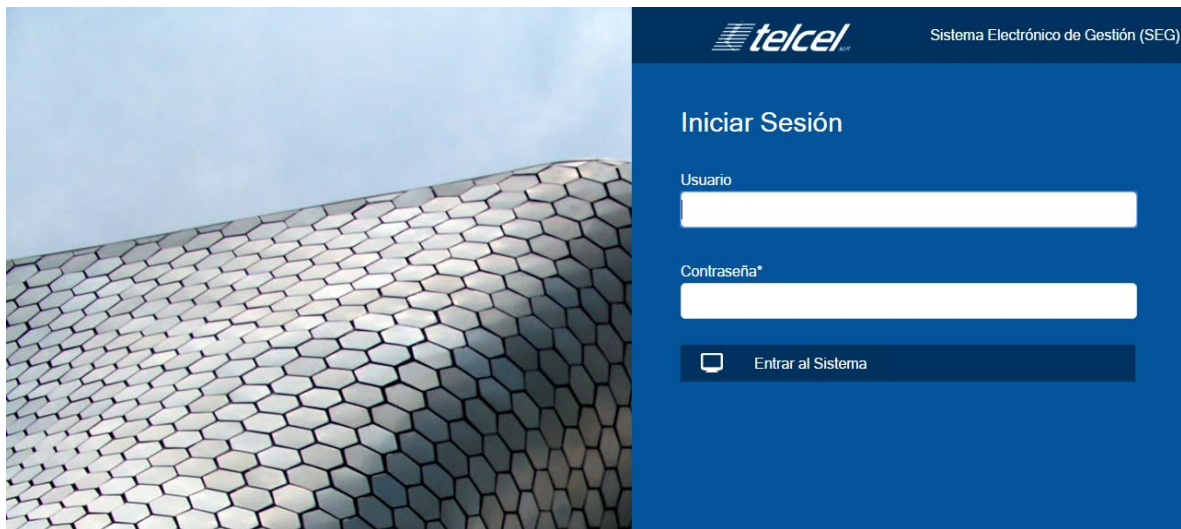 telcel
Sistema Electrónico de Gestión (SEG)
Iniciar Sesión
Usuario
Contraseña*
Entrar al Sistema